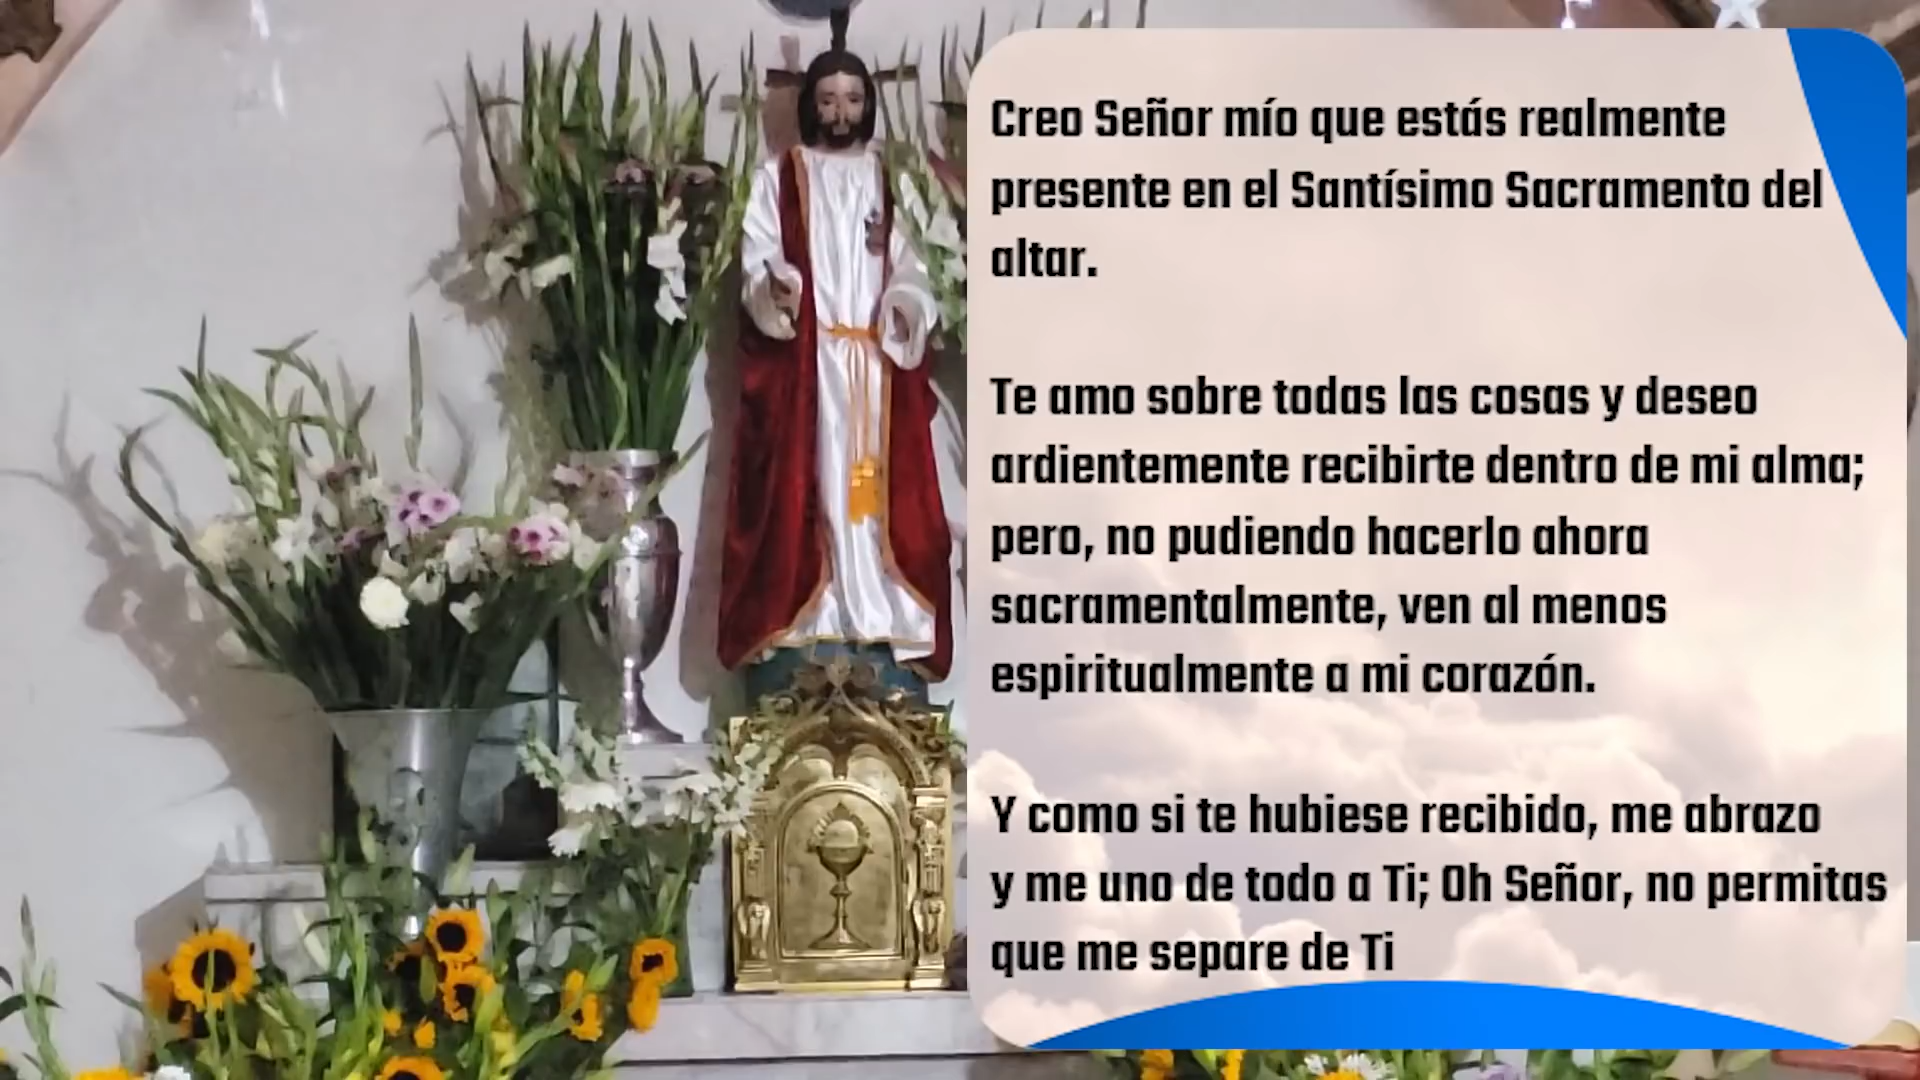 Creo Señor mío que estás realmente
presente en el Santísimo Sacramento del
altar.
Te amo sobre todas las cosas y deseo
ardientemente recibirte dentro de mi alma;
pero, no pudiendo hacerlo ahora
sacramentalmente, ven al menos
espiritualmente a mi corazón.
Y como si te hubiese recibido, me abrazo
y me uno de todo a Ti; Oh Señor, no permitas
que me separe de Ti